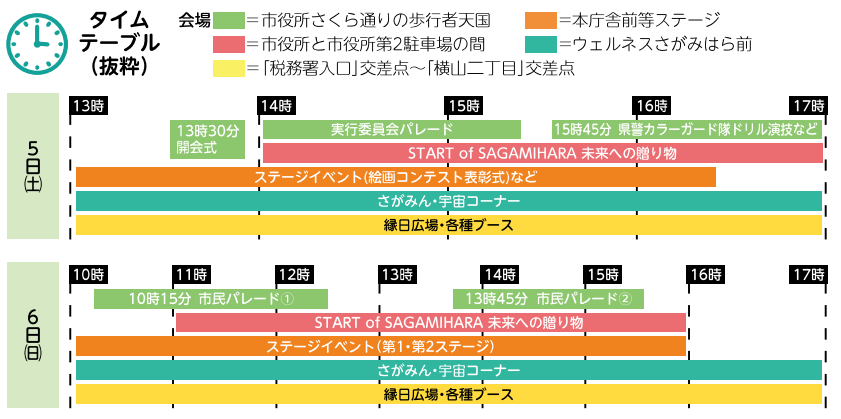 タイム
テーブル
(抜粋)
会場 ＝市役所さくら通りの歩行者天国 ＝本庁舎前等ステージ
＝市役所と市役所第2駐車場の間 ＝ウェルネスさがみはら前
＝「税務署入口」交差点～「横山二丁目」交差点
5日(土)
13時 14時 15時 16時 17時
13時30分
開会式
実行委員会パレード 15時45分 県警カラーガード隊ドリル演技など
START of SAGAMIHARA 未来への贈り物
ステージイベント(絵画コンテスト表彰式)など
さがみん・宇宙コーナー
縁日広場・各種ブース
6日(日)
10時 11時 12時 13時 14時 15時 16時 17時
10時15分 市民パレード① 13時45分 市民パレード②
START of SAGAMIHARA 未来への贈り物
ステージイベント(第1・第2ステージ)
さがみん・宇宙コーナー
縁日広場・各種ブース